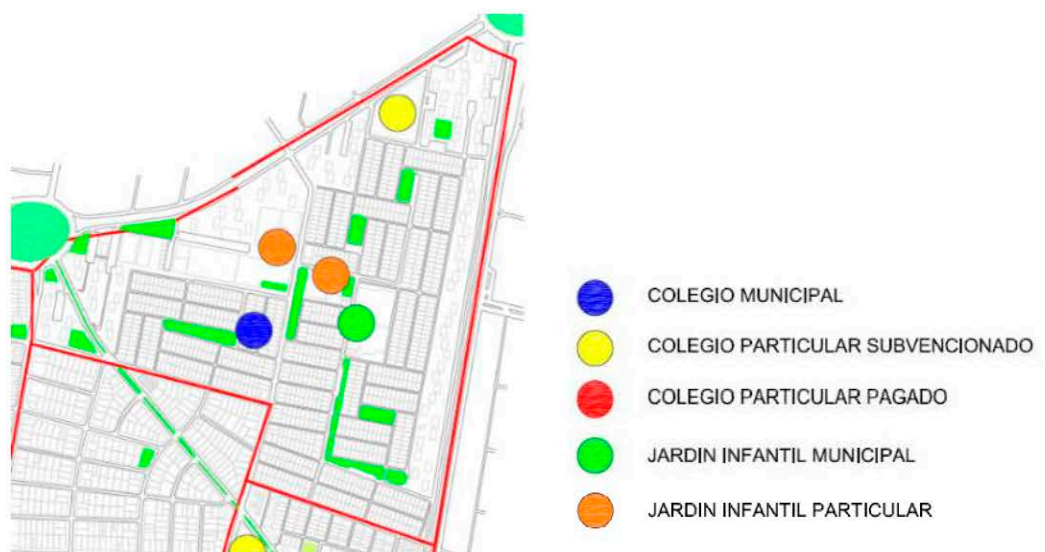 COLEGIO MUNICIPAL
COLEGIO PARTICULAR SUBVENCIONADO
COLEGIO PARTICULAR PAGADO
JARDIN INFANTIL MUNICIPAL
JARDIN INFANTIL PARTICULAR